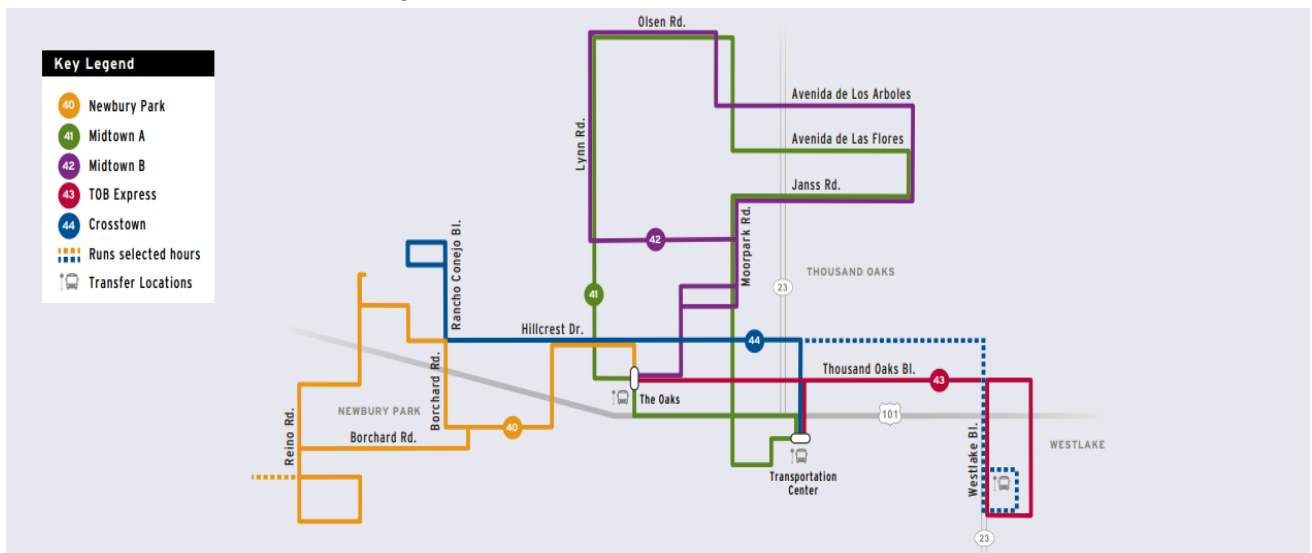 Key Legend
40 Newbury Park
41 Midtown A
42 Midtown B
43 TOB Express
44 Crosstown
Runs selected hours
Transfer Locations
Olsen Rd.
Avenida de Los Arboles
Avenida de Las Flores
Lynn Rd.
Janss Rd.
Moorpark Rd.
42
THOUSAND OAKS
23
41
Rancho Conejo Bl.
Hillcrest Dr.
44
Thousand Oaks Bl.
43
The Oaks
Borchard Rd.
NEWBURY PARK
40
101
Reino Rd.
Borchard Rd.
WESTLAKE
Westlake Bl.
Transportation
Center
23